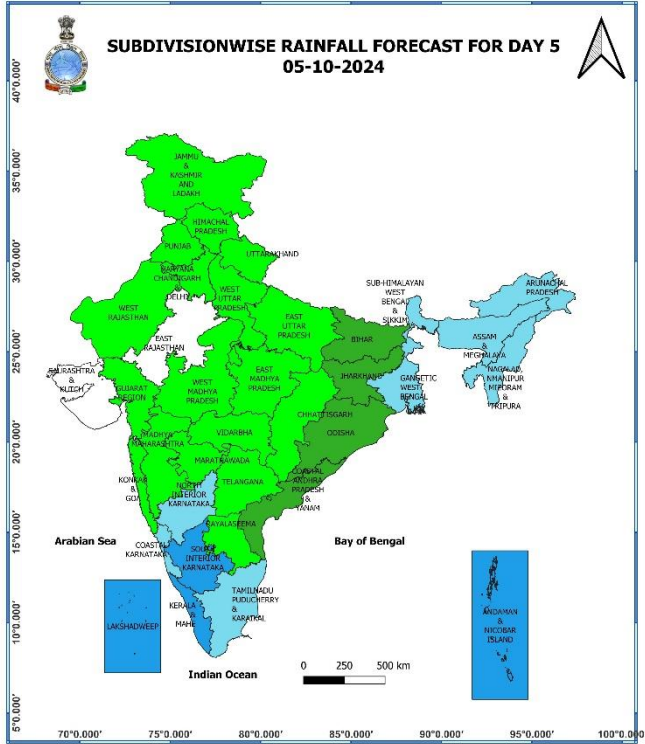 SUBDIVISIONWISE RAINFALL FORECAST FOR DAY 5
05-10-2024
40°0.000'
35°0.000'
30°0.000'
25°0.000'
20°0.000'
15°0.000'
10°0.000'
5°0.000'
JAMMU
&
KASHMIR
AND
LADAKH
HIMACHAL
PRADESH
PUNJAB
UTTARAKHAND
HARYANA
CHANDIGARH
&
DELHI
WEST
UTTAR
PRADESH
WEST
RAJASTHAN
EAST
RAJASTHAN
EAST
UTTAR
PRADESH
SUB-HIMALAYAN
WEST
BENGAL
&
SIKKIM
ARUNACHAL
PRADESH
ASSAM
&
MEGHALAYA
NAGALAD,
NMANIPUR
MIZORAM
&
TRIPURA
BIHAR
JHARKHAND
GANGETIC
WEST
BENGAL
SAURASHTRA
&
KUTCH
GUJARAT
REGION
WEST
MADHYA
PRADESH
EAST
MADHYA
PRADESH
CHHATTISGARH
ODISHA
MADHYA
MAHARASHTRA
VIDARBHA
MARATHWADA
TELANGANA
COASTAL
ANDHRA
PRADESH
&
YANAM
KONKAN
&
GOA
NORTH
INTERIOR
KARNATAKA
RAYALASEEMA
COASTAL
KARNATAKA
SOUTH
INTERIOR
KARNATAKA
TAMILNADU
PUDUCHERRY
&
KARAIKAL
KERALA
&
MAHE
LAKSHADWEEP
ANDAMAN
&
NICOBAR
ISLAND
Arabian Sea
Bay of Bengal
Indian Ocean
0 250 500 km
70°0.000' 75°0.000' 80°0.000' 85°0.000' 90°0.000' 95°0.000' 100°0.000'